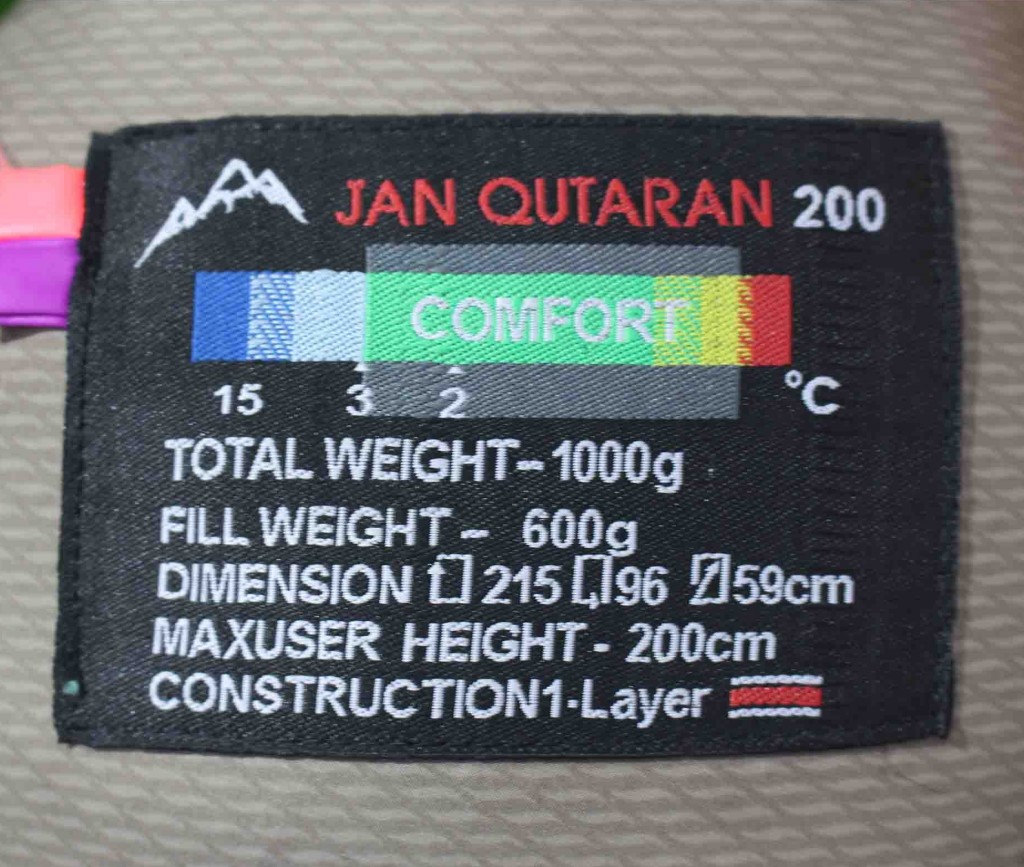 JAN QUTARAN 200
COMFORT
15 3 2 °C
TOTAL WEIGHT-1000g
FILL WEIGHT - 600g
DIMENSION 215 96 59cm
MAXUSER HEIGHT - 200cm
CONSTRUCTION1-Layer